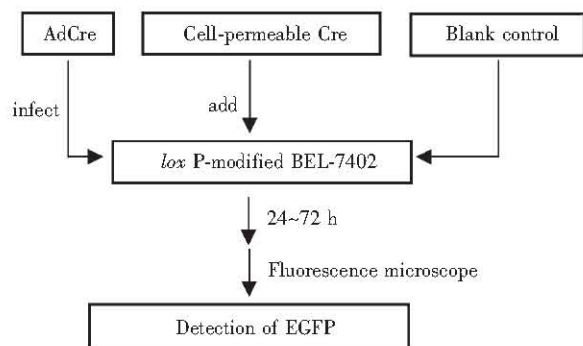 AdCre
Cell-permeable Cre
Blank control
infect
add
lox P-modified BEL-7402
24~72 h
Fluorescence microscope
Detection of EGFP